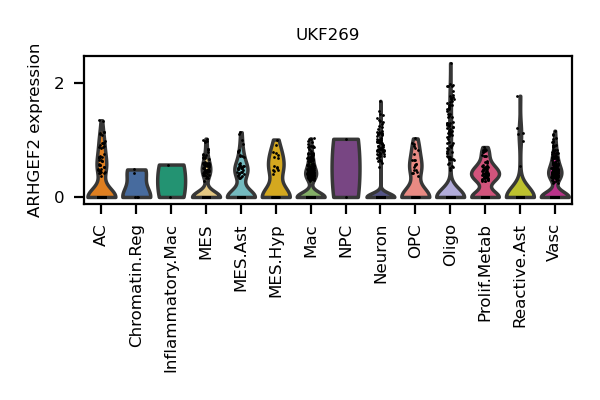 UKF269
ARHGEF2 expression
2
0
AC
Chromatin.Reg
Inflammatory.Mac
MES
MES.Ast
MES.Hyp
Mac
NPC
Neuron
OPC
Oligo
Prolif.Metab
Reactive.Ast
Vasc